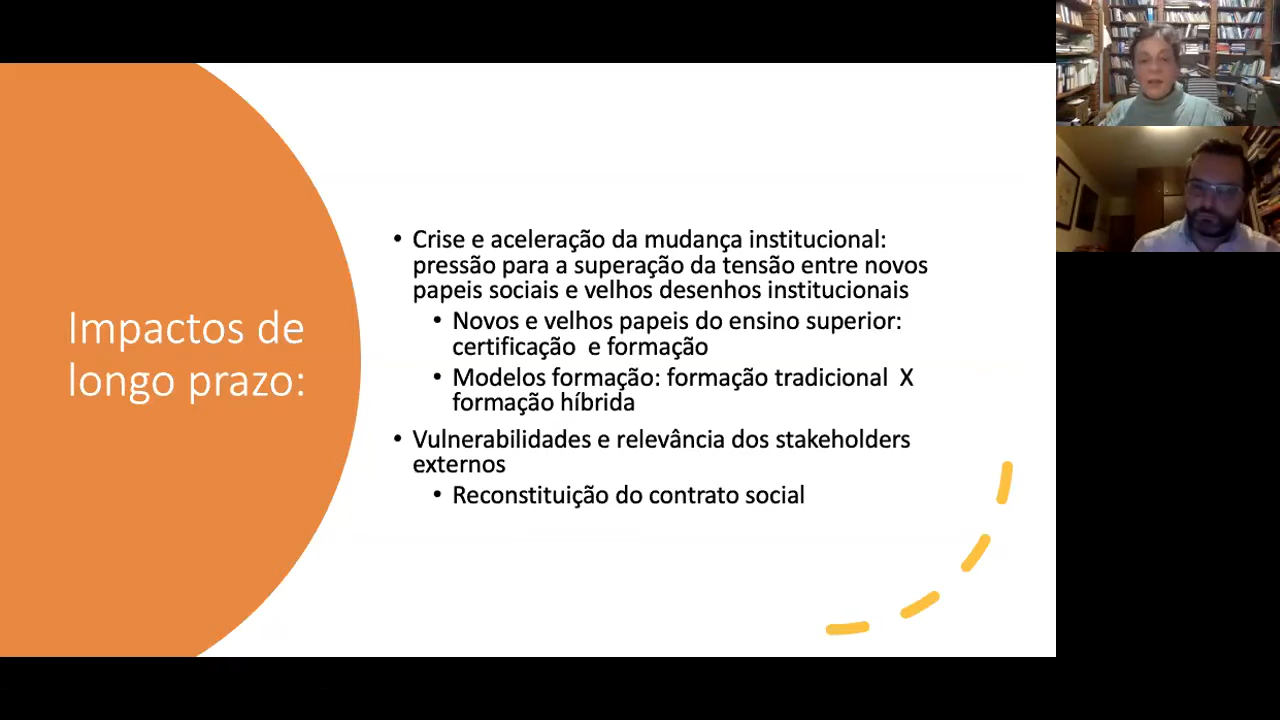 Impactos de
longo prazo:
• Crise e aceleração da mudança institucional:
pressão para a superação da tensão entre novos
papeis sociais e velhos desenhos institucionais
• Novos e velhos papeis do ensino superior:
certificação e formação
• Modelos formação: formação tradicional X
formação híbrida
• Vulnerabilidades e relevância dos stakeholders
externos
• Reconstituição do contrato social